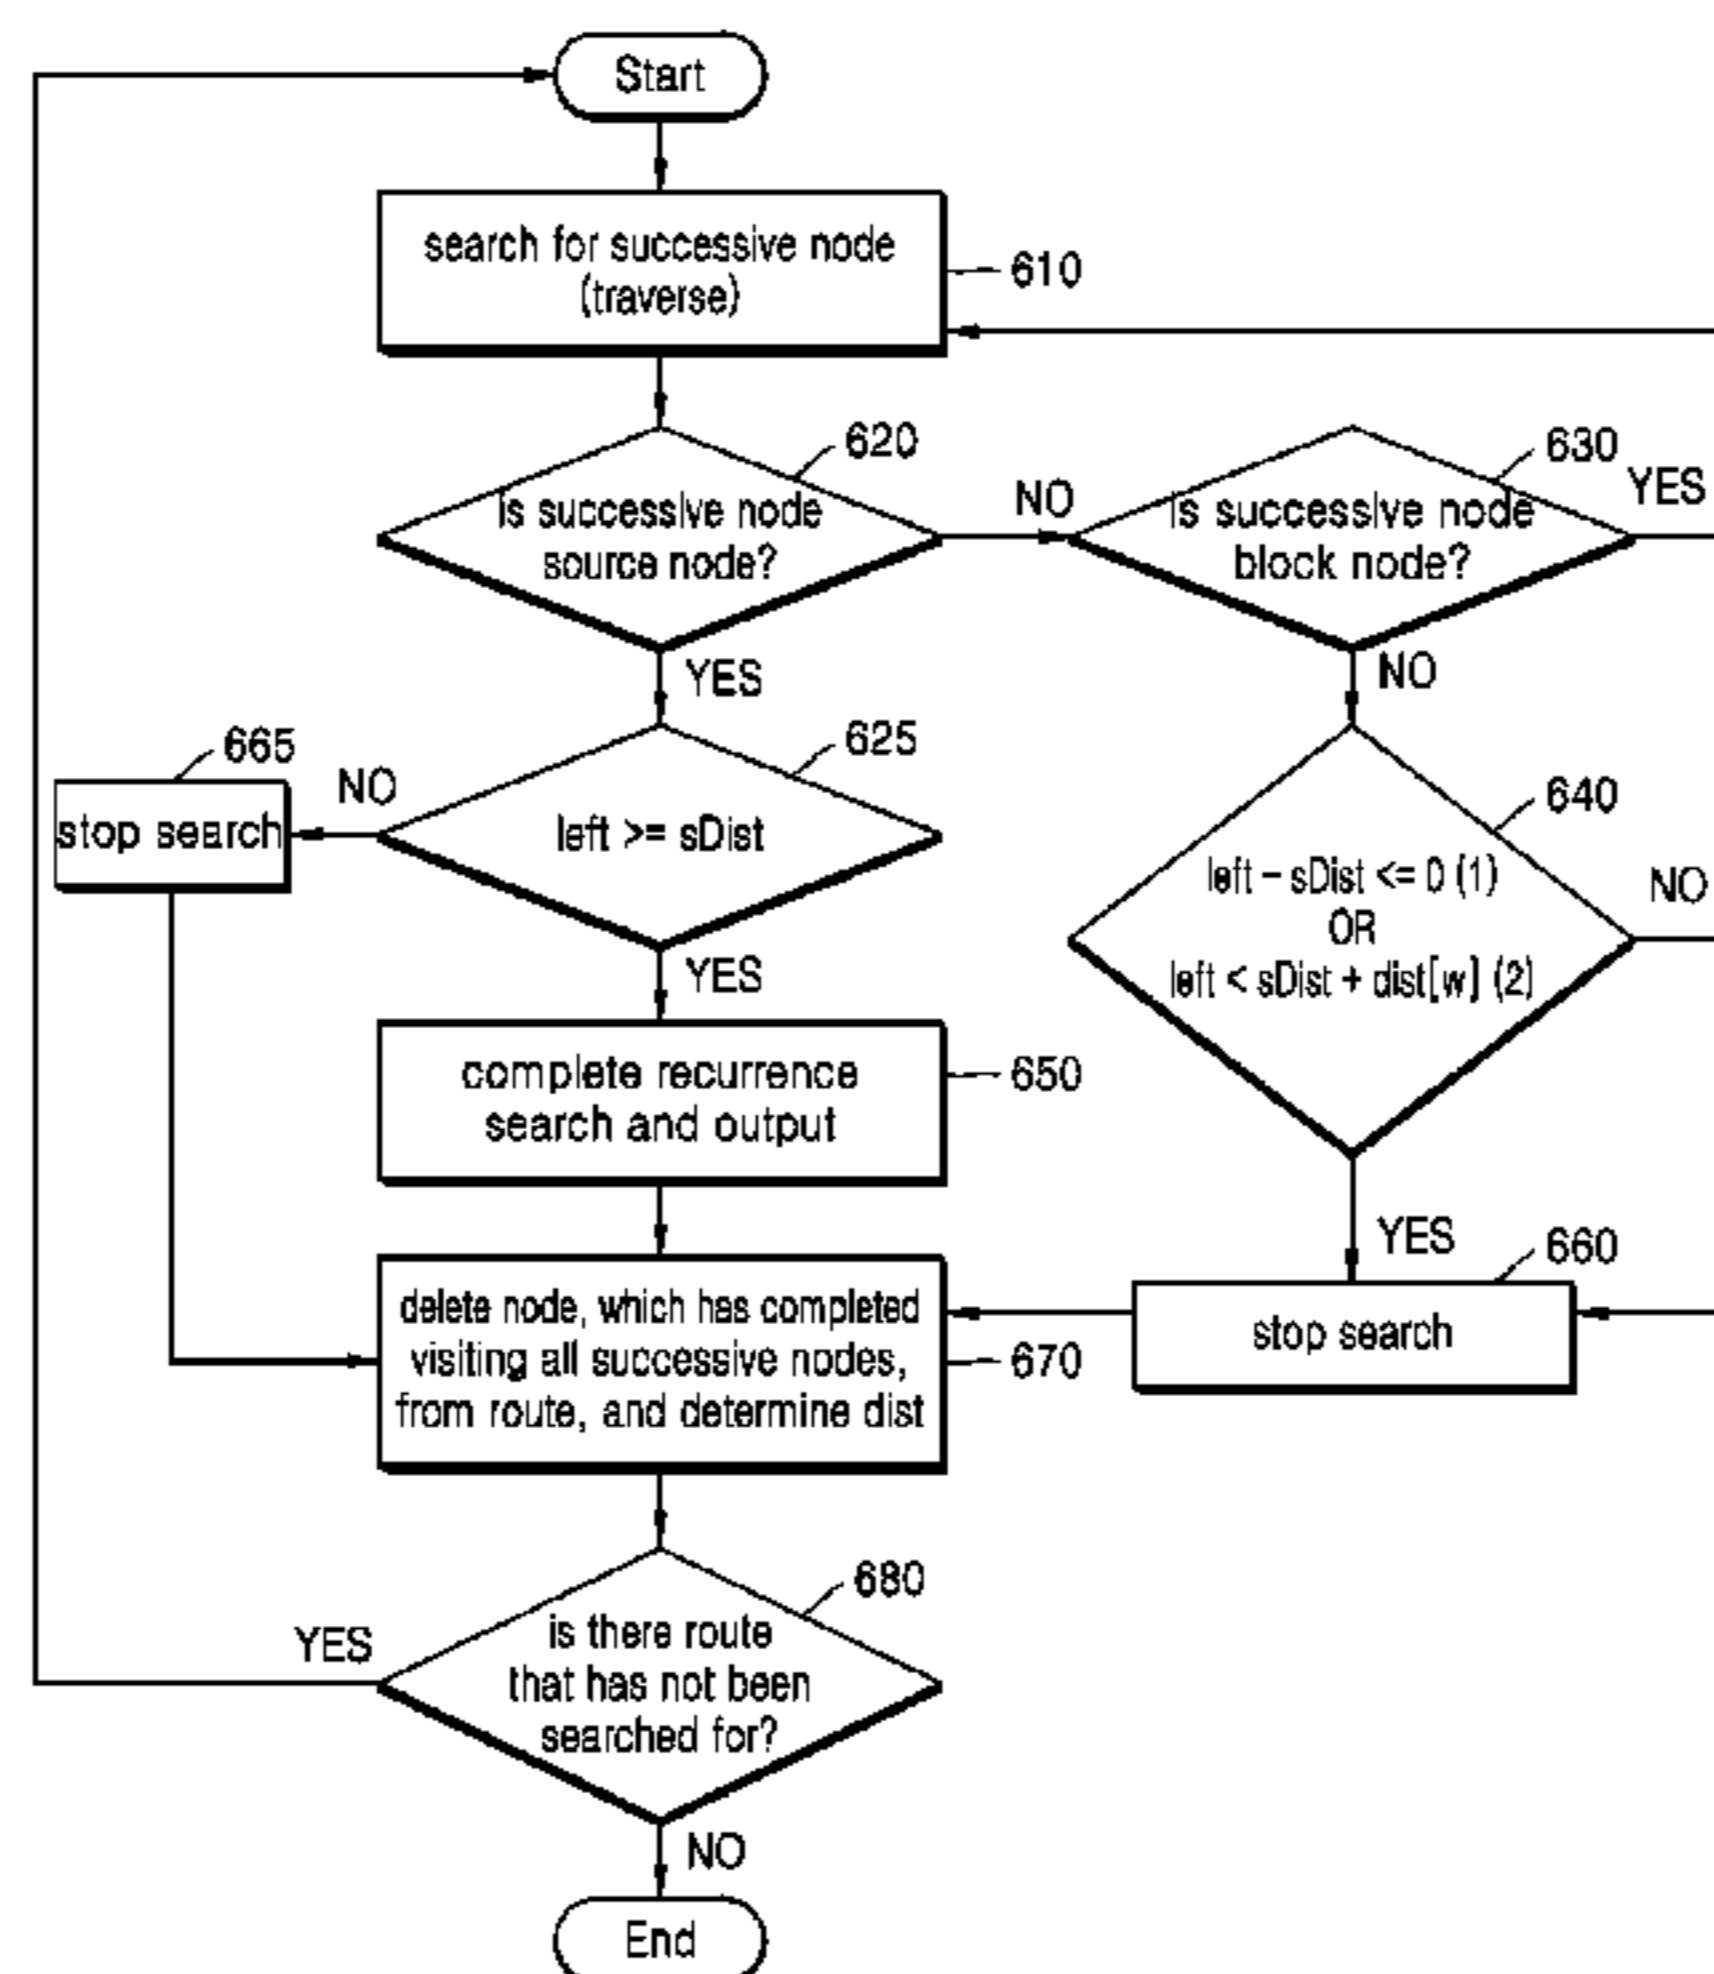 Start
search for successive node
(traverse)
610
620
is successive node
source node?
NO
630
is successive node
block node?
YES
YES
NO
665
stop search
NO
625
left >= sDist
640
left – sDist <= 0 (1)
OR
left < sDist + dist[w] (2)
NO
YES
complete recurrence
search and output
650
YES
660
stop search
delete node, which has completed
visiting all successive nodes,
from route, and determine dist
670
680
is there route
that has not been
searched for?
YES
NO
End